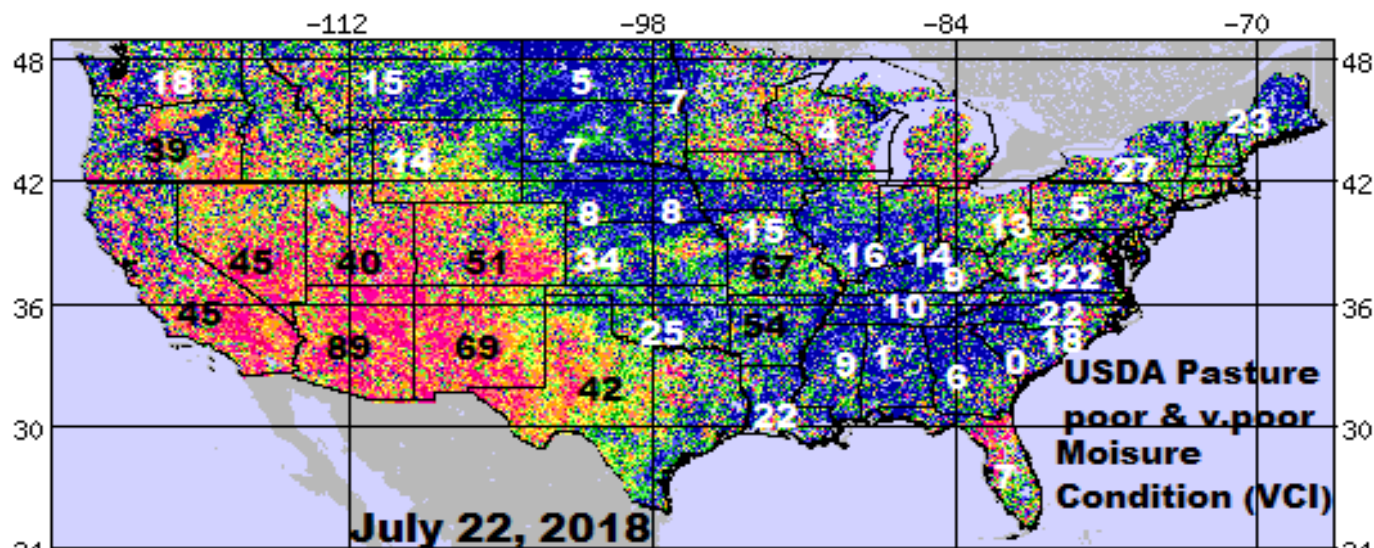 -112 -98 -84 -70
48 48
18 15 5
7 4 23
39 14 7 27
42 42
8 8 15 13 5
45 40 51 34 67 16 14 9 1322
36 36
45 25 54 10 22
18
89 69 42 9 1 6 0
USDA Pasture
30 22 poor & v.poor 30
Moisure
7
Condition (VCI)
July 22, 2018